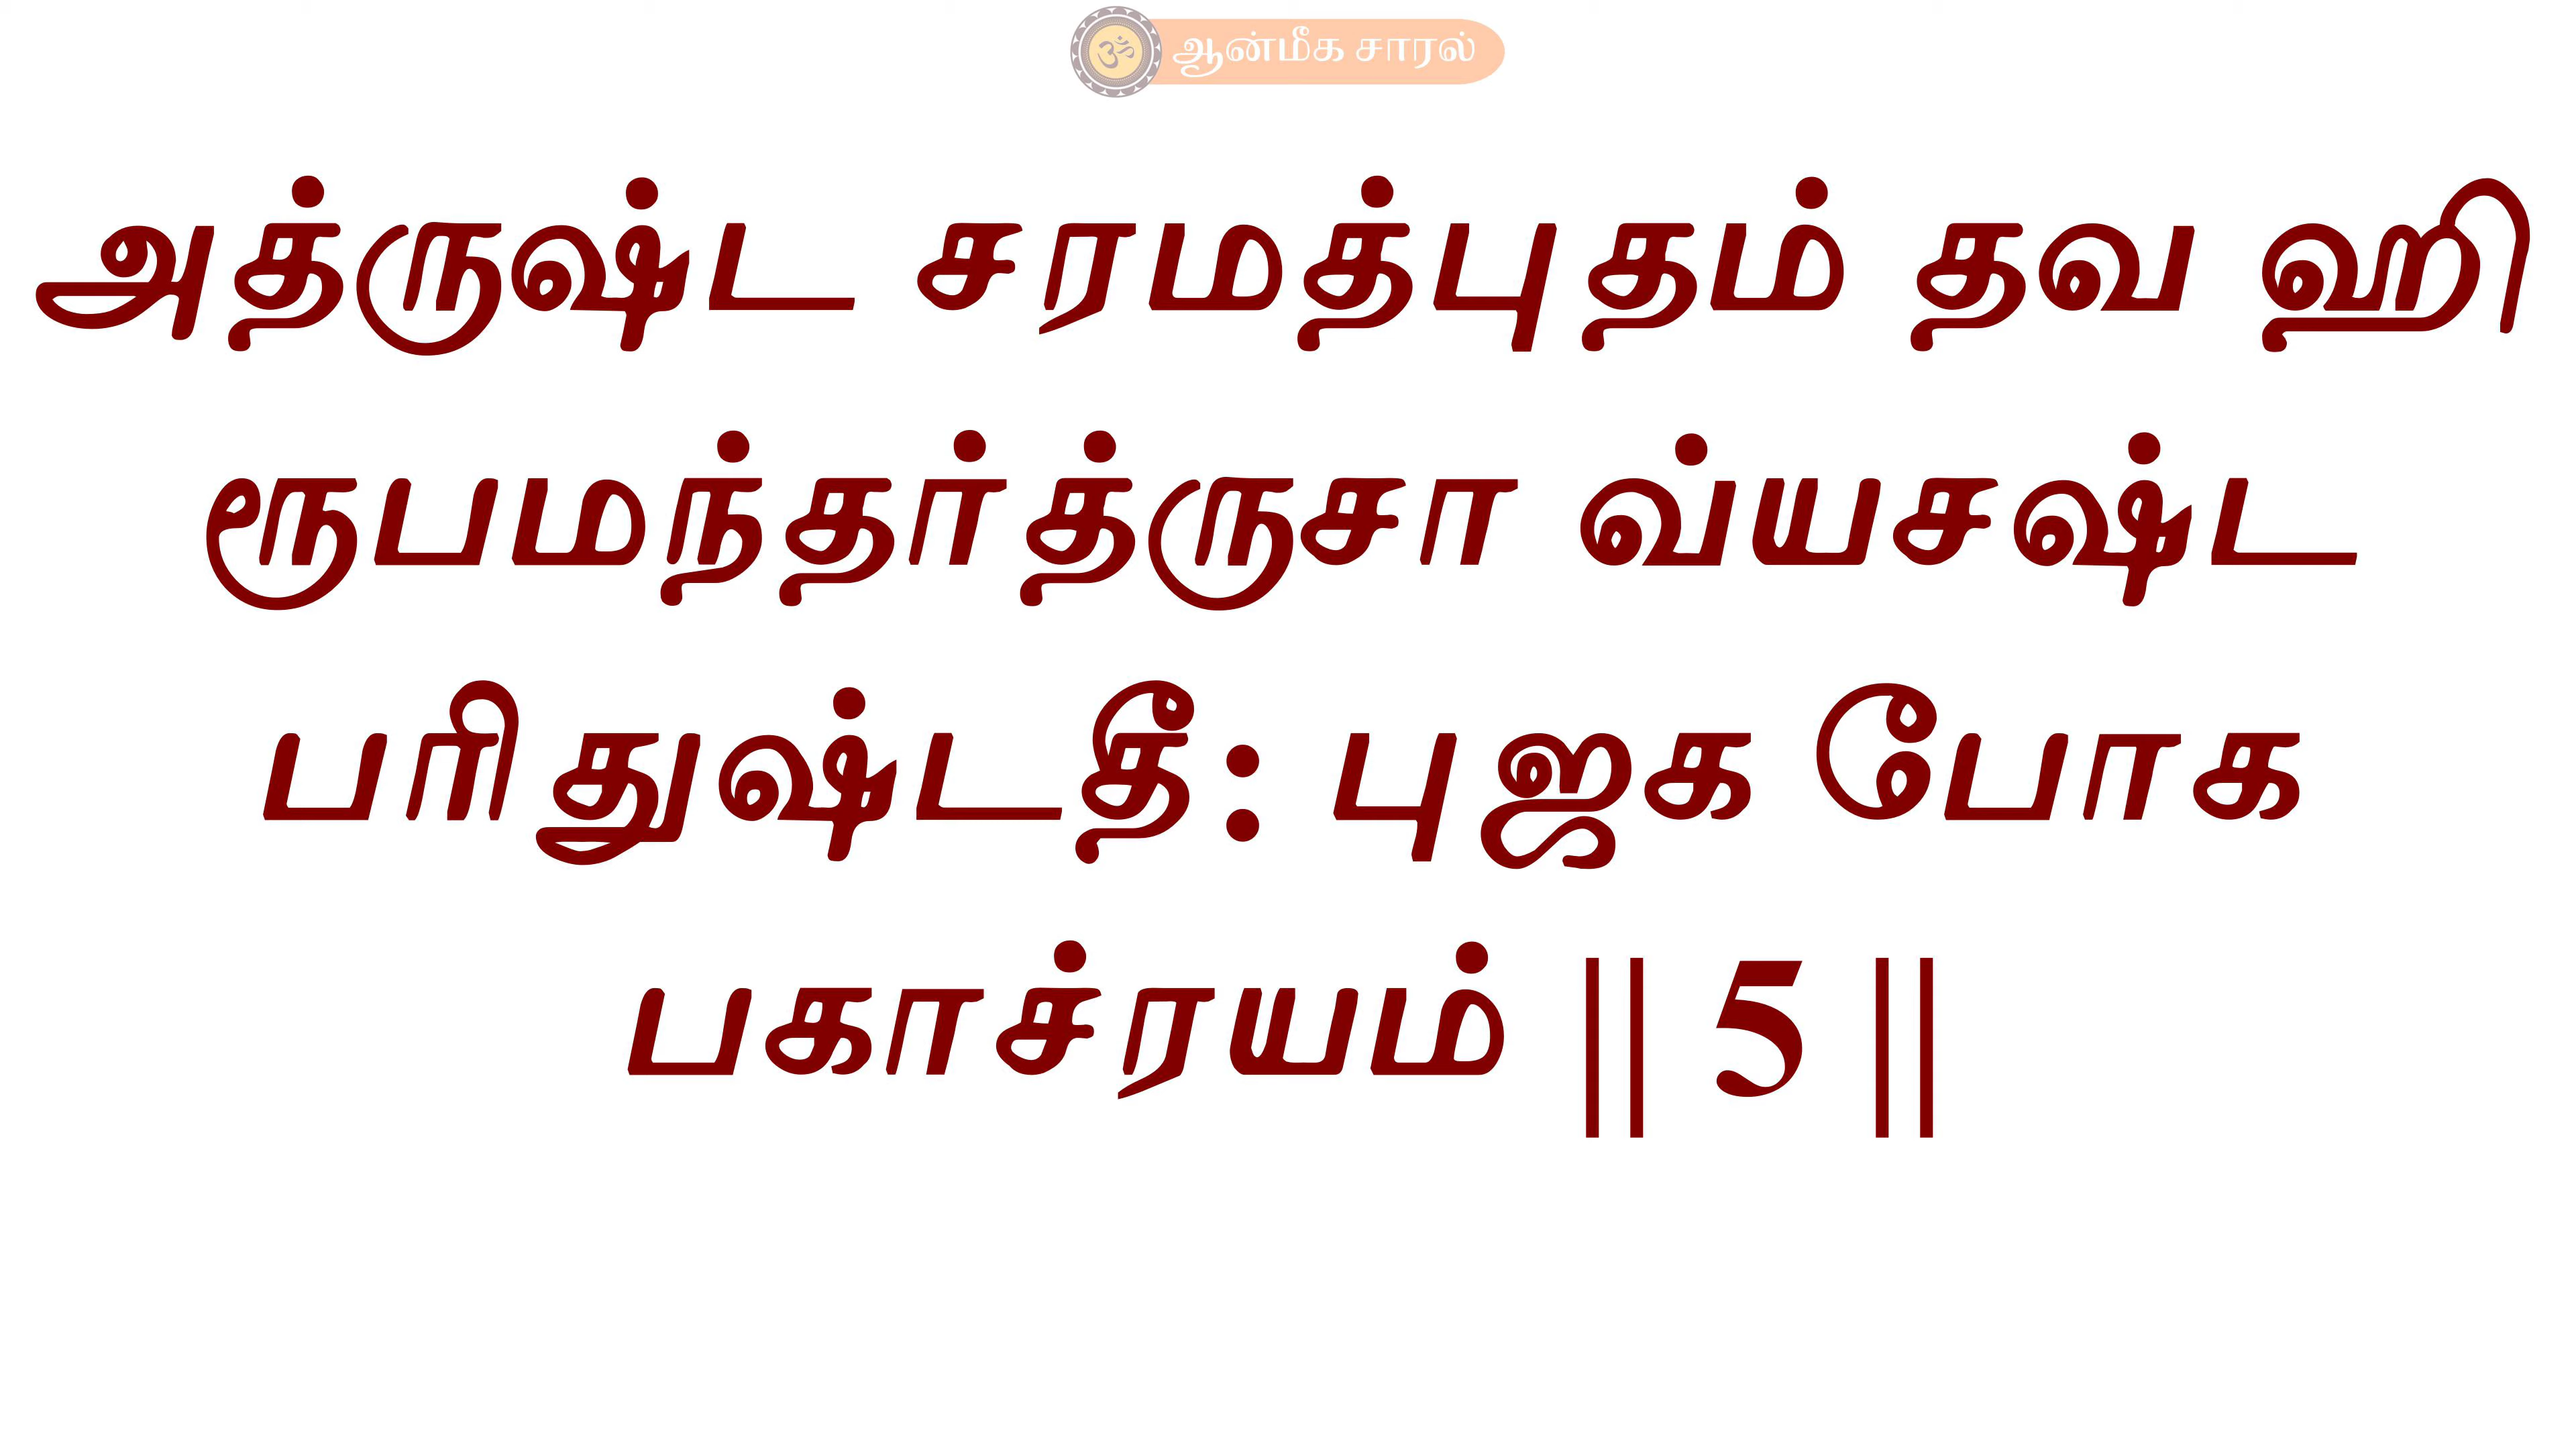 ஆன்மீக சாரல்
அத்ருஷ்ட சரமத்புதம் தவ ஹி
ரூபமந்தர்த்ருசா வ்யசஷ்ட
பரிதுஷ்டதீ: புஜக போக
பகாச்ரயம் || 5 ||